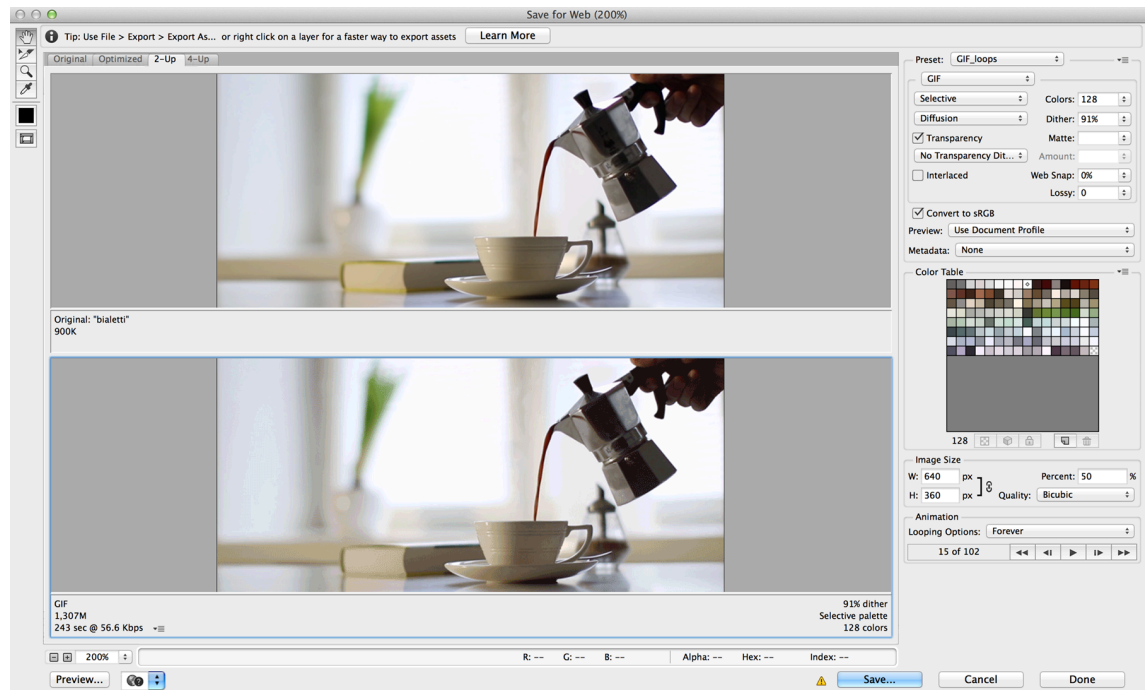 Save for Web (200%)
Tip: Use File > Export > Export As... or right click on a layer for a faster way to export assets
Learn More
Original
Optimized
2-Up
4-Up
Original: "bialetti"
900K
GIF
1,307M
243 sec @ 56.6 Kbps
91% dither
Selective palette
128 colors
200%
R: --
G: --
B: --
Alpha: --
Hex: --
Index: --
Preview...
Save...
Cancel
Done
Preset: GIF_loops
GIF
Selective
Colors: 128
Diffusion
Dither: 91%
Transparency
Matte:
No Transparency Dit...
Amount:
Interlaced
Web Snap: 0%
Lossy: 0
Convert to sRGB
Preview: Use Document Profile
Metadata: None
Color Table
128
Image Size
W: 640 px
Percent: 50 %
H: 360 px
Quality: Bicubic
Animation
Looping Options: Forever
15 of 102